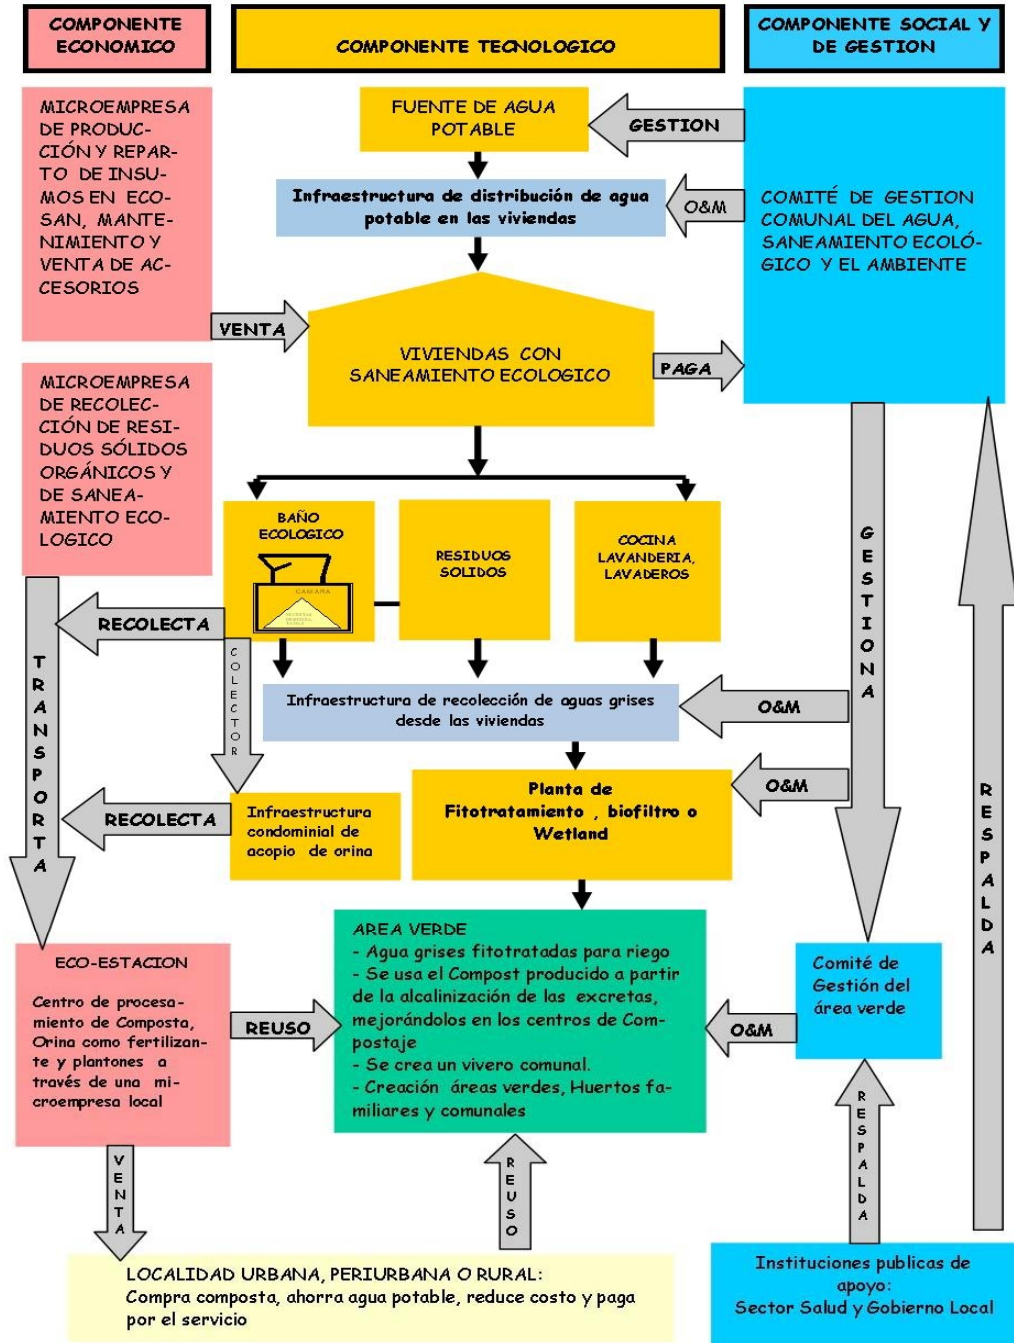 COMPONENTE
ECONOMICO
COMPONENTE TECNOLOGICO
COMPONENTE SOCIAL Y
DE GESTION
MICROEMPRESA
DE PRODUC-
CIÓN Y REPAR-
TO DE INSU-
MOS EN ECO-
SAN, MANTE-
NIMIENTO Y
VENTA DE AC-
CESORIOS
FUENTE DE AGUA
POTABLE
GESTION
Infraestructura de distribución de agua
potable en las viviendas
O&M
COMITÉ DE GESTION
COMUNAL DEL AGUA,
SANEAMIENTO ECOLÓ-
GICO Y EL AMBIENTE
VENTA
VIVIENDAS CON
SANEAMIENTO ECOLOGICO
PAGA
MICROEMPRESA
DE RECOLEC-
CIÓN DE RESI-
DUOS SÓLIDOS
ORGÁNICOS Y
DE SANEA-
MIENTO ECO-
LOGICO
BAÑO
ECOLOGICO
CAMARA
RESIDUOS
SOLIDOS
COCINA
LAVANDERIA,
LAVADEROS
GESTIONA
RECOLECTA
COLECTOR
TRANSPORTA
Infraestructura de recolección de aguas grises
desde las viviendas
O&M
RECOLECTA
Infraestructura
condominial de
acopio de orina
Planta de
Fitotratamiento , biofiltro o
Wetland
O&M
RESPALDA
ECO-ESTACION
Centro de procesa-
miento de Composta,
Orina como fertilizan-
te y plantones a
través de una mi-
croempresa local
REUSO
AREA VERDE
- Agua grises fitotratadas para riego
- Se usa el Compost producido a partir
de la alcalinización de las excretas,
mejorándolos en los centros de Com-
postaje
- Se crea un vivero comunal.
- Creación áreas verdes, Huertos fa-
miliares y comunales
O&M
Comité de
Gestión del
área verde
VENTA
REUSO
RESPALDA
LOCALIDAD URBANA, PERIURBANA O RURAL:
Compra composta, ahorra agua potable, reduce costo y paga
por el servicio
Instituciones publicas de
apoyo:
Sector Salud y Gobierno Local